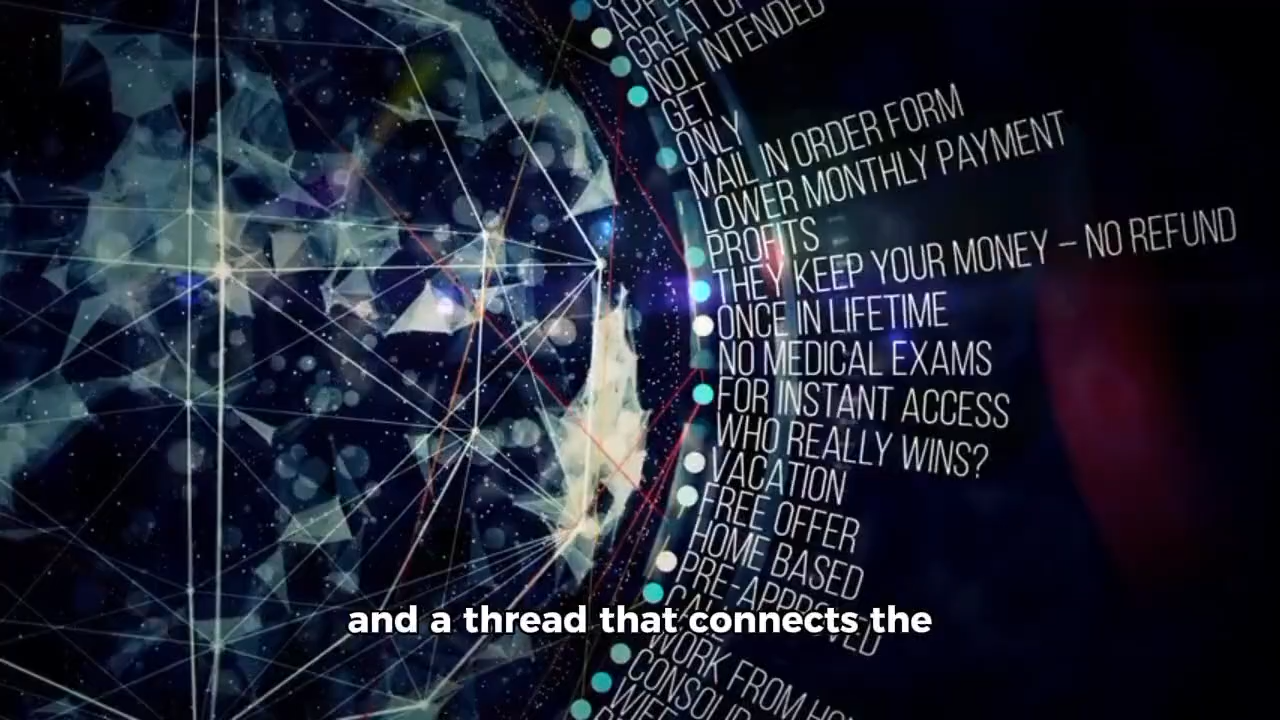 NOT INTENDED
GET
ONLY
MAIL IN ORDER FORM
LOWER MONTHLY PAYMENT
PROFITS
THEY KEEP YOUR MONEY – NO REFUND
ONCE IN LIFETIME
NO MEDICAL EXAMS
FOR INSTANT ACCESS
WHO REALLY WINS?
VACATION
FREE OFFER
HOME BASED
PRE-APPROVED
and a thread that connects the
WORK FROM